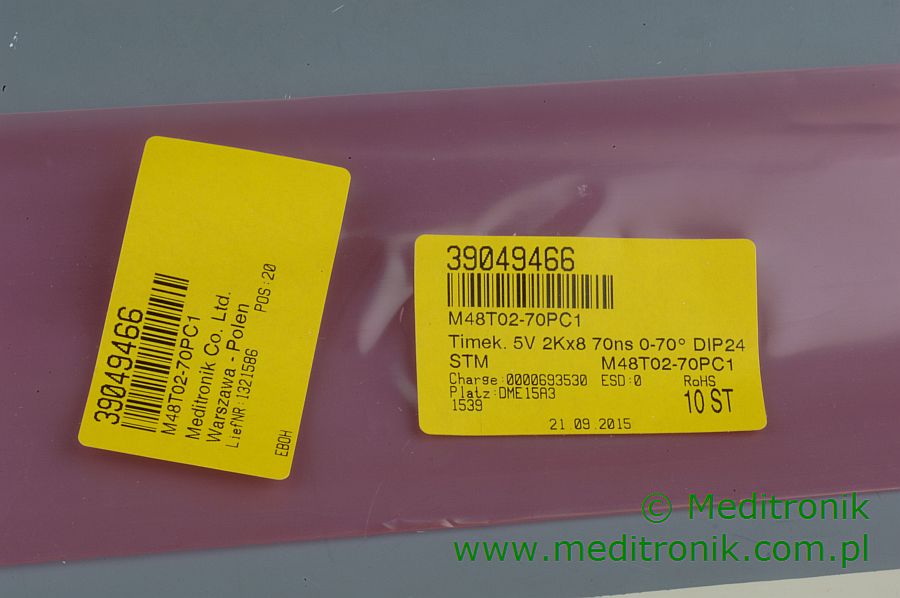 39049466
M48T02-70PC1
Meditronik Co. Ltd.
Warszawa - Polen
LiefNR:1321586 POS:20
EBOH
39049466
M48T02-70PC1
Timek. 5V 2Kx8 70ns 0-70° DIP24
STM M48T02-70PC1
Charge:0000693530 ESD:0 RoHS
Platz:DME15A3 10 ST
1539
21.09.2015
© Meditronik
www.meditronik.com.pl